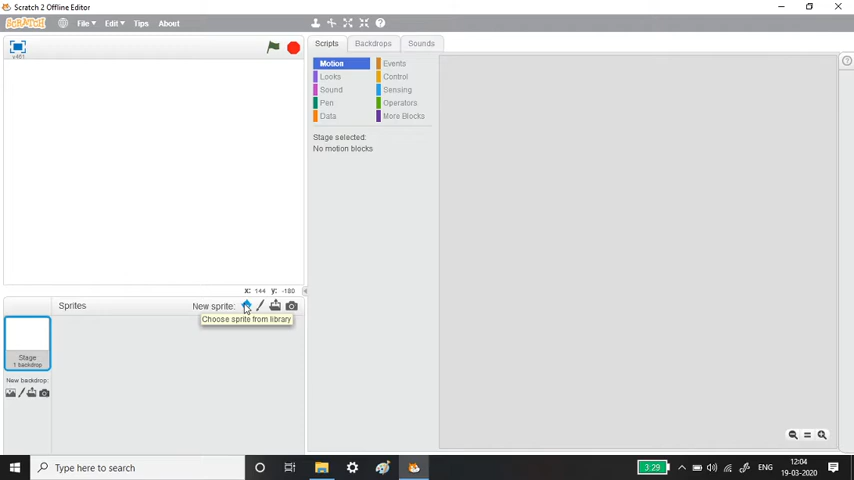 Scratch 2 Offline Editor
SCRATCH File Edit Tips About
v461
Scripts Backdrops Sounds
Motion Events
Looks Control
Sound Sensing
Pen Operators
Data More Blocks
Stage selected:
No motion blocks
x: 144 y: -180
Sprites New sprite:
Choose sprite from library
Stage
1 backdrop
New backdrop:
Type here to search
3:29
ENG
12:04
19-03-2020